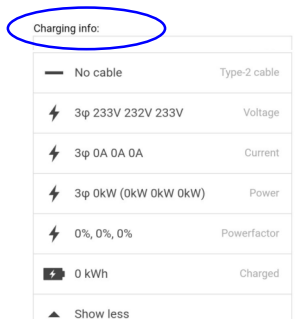 Charging info:
No cable Type-2 cable
3φ 233V 232V 233V Voltage
3φ 0A 0A 0A Current
3φ 0kW (0kW 0kW 0kW) Power
0%, 0%, 0% Powerfactor
0 kWh Charged
Show less